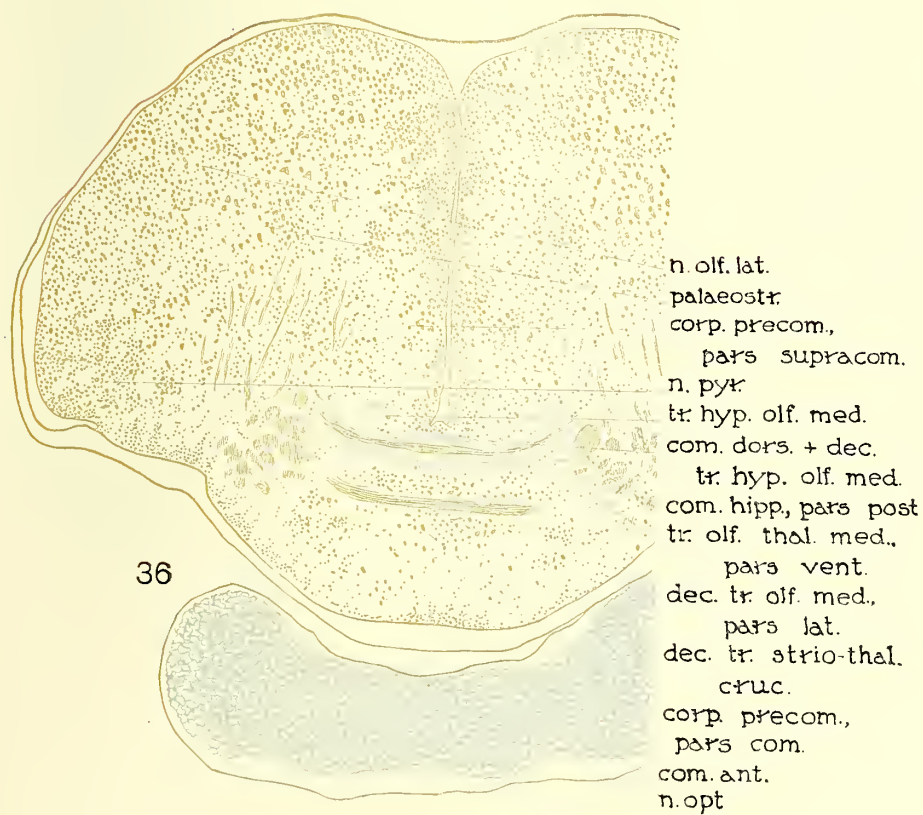 n. olf. lat.
palaeostr.
corp. precom.,
pars supracom.
n. pyr.
tr. hyp. olf. med.
com. dors. + dec.
tr. hyp. olf. med.
com. hipp., pars post
tr. olf. thal. med.,
pars vent.
dec. tr. olf. med.,
pars lat.
dec. tr. strio-thal.
cruc.
corp. precom.,
pars com.
com. ant.
n. opt
36